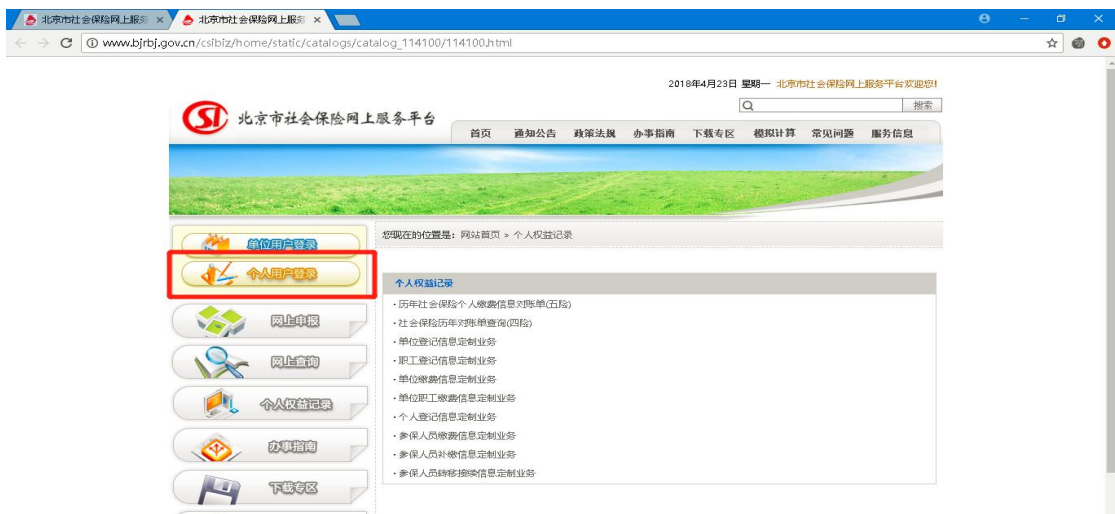 北京市社会保险网上服务
北京市社会保险网上服务
www.bjrbj.gov.cn/csibiz/home/static/catalogs/catalog_114100/114100.html
2018年4月23日 星期一 北京市社会保险网上服务平台欢迎您!
搜索
SI 北京市社会保险网上服务平台
首页 通知公告 政策法规 办事指南 下载专区 模拟计算 常见问题 服务信息
单位用户登录
个人用户登录
网上申报
网上查询
个人权益记录
办事指南
下载专区
您现在的位置是: 网站首页 > 个人权益记录
个人权益记录
·历年社会保险个人缴费信息对账单(五险)
·社会保险历年对账单查询(四险)
·单位登记信息定制业务
·职工登记信息定制业务
·单位缴费信息定制业务
·单位职工缴费信息定制业务
·个人登记信息定制业务
·参保人员缴费信息定制业务
·参保人员补缴信息定制业务
·参保人员转移接续信息定制业务